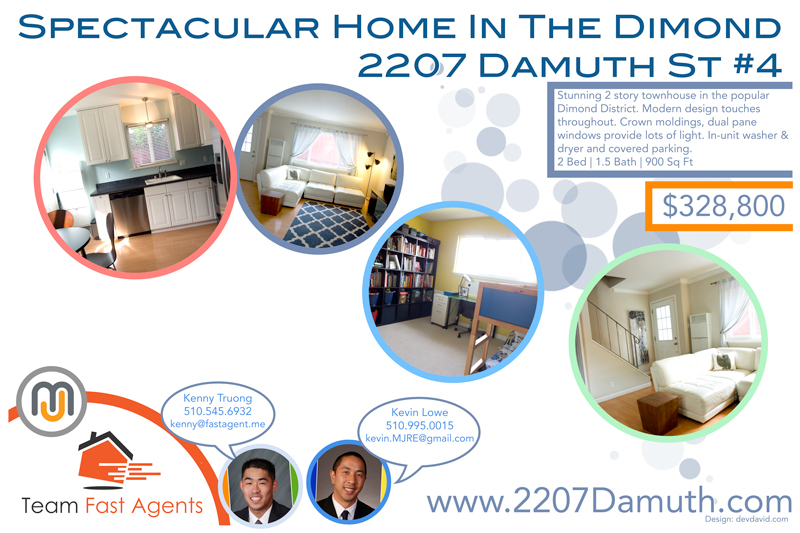 Spectacular Home In The Dimond
2207 Damuth St #4
Stunning 2 story townhouse in the popular
Dimond District. Modern design touches
throughout. Crown moldings, dual pane
windows provide lots of light. In-unit washer &
dryer and covered parking.
2 Bed | 1.5 Bath | 900 Sq Ft
$328,800
MJ
Kenny Truong
510.545.6932
kenny@fastagent.me
Kevin Lowe
510.995.0015
kevin.MJRE@gmail.com
Team Fast Agents
www.2207Damuth.com
Design: devdavid.com